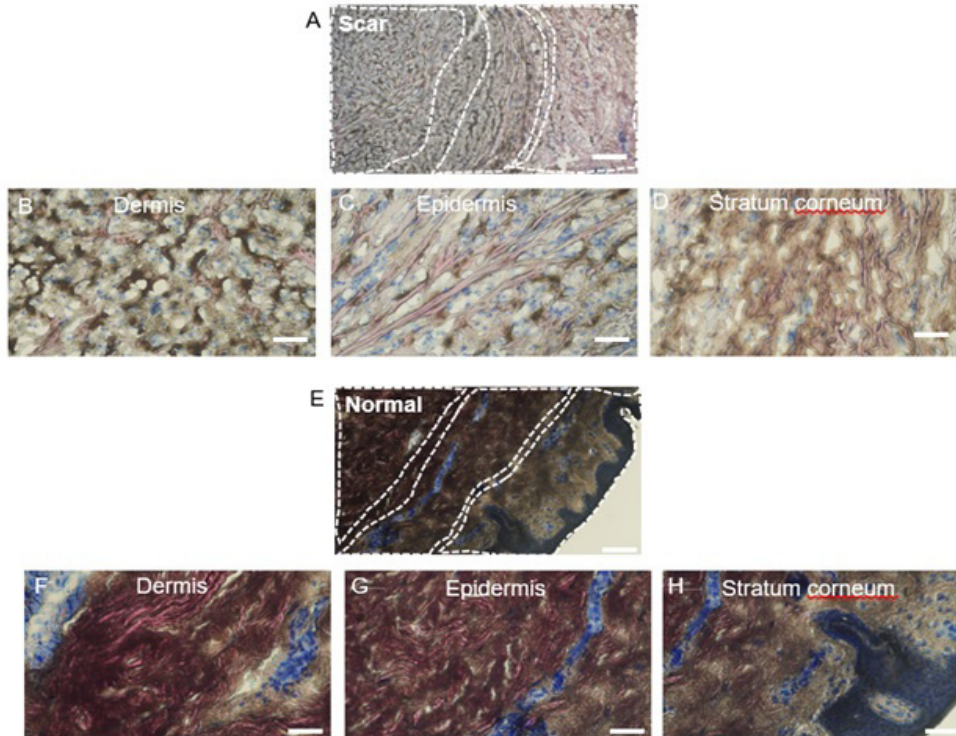 A Scar
B Dermis
C Epidermis
D Stratum corneum
E Normal
F Dermis
G Epidermis
H Stratum corneum